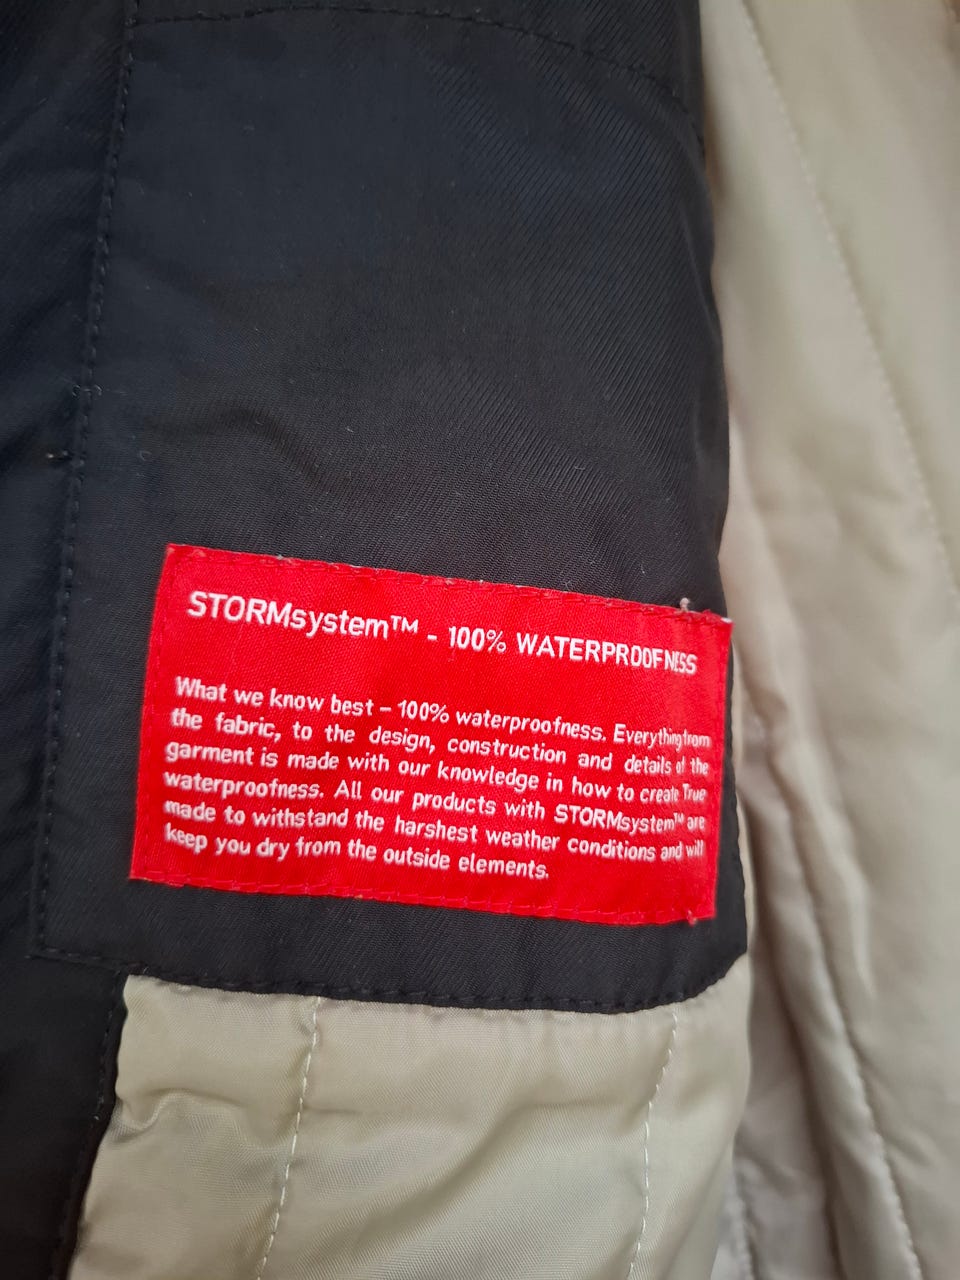 STORMsystem™ - 100% WATERPROOFNESS
What we know best – 100% waterproofness. Everything from
the fabric, to the design, construction and details of the
garment is made with our knowledge in how to create True
waterproofness. All our products with STORMsystem™ are
made to withstand the harshest weather conditions and will
keep you dry from the outside elements.